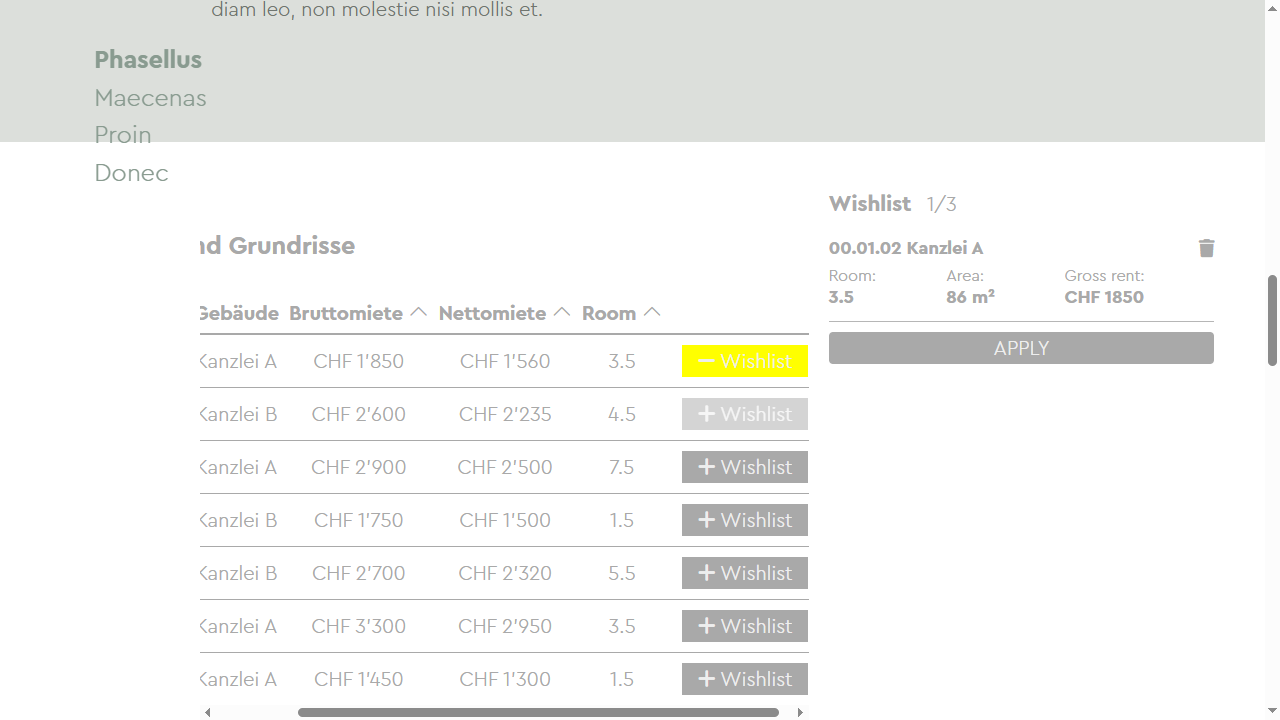 diam leo, non molestie nisi mollis et.
Phasellus
Maecenas
Proin
Donec
Wishlist 1/3
00.01.02 Kanzlei A
Room: Area: Gross rent:
3.5 86 m² CHF 1850
APPLY
nd Grundrisse
Gebäude Bruttomiete Nettomiete Room
Kanzlei A CHF 1'850 CHF 1'560 3.5 − Wishlist
Kanzlei B CHF 2'600 CHF 2'235 4.5 + Wishlist
Kanzlei A CHF 2'900 CHF 2'500 7.5 + Wishlist
Kanzlei B CHF 1'750 CHF 1'500 1.5 + Wishlist
Kanzlei B CHF 2'700 CHF 2'320 5.5 + Wishlist
Kanzlei A CHF 3'300 CHF 2'950 3.5 + Wishlist
Kanzlei A CHF 1'450 CHF 1'300 1.5 + Wishlist